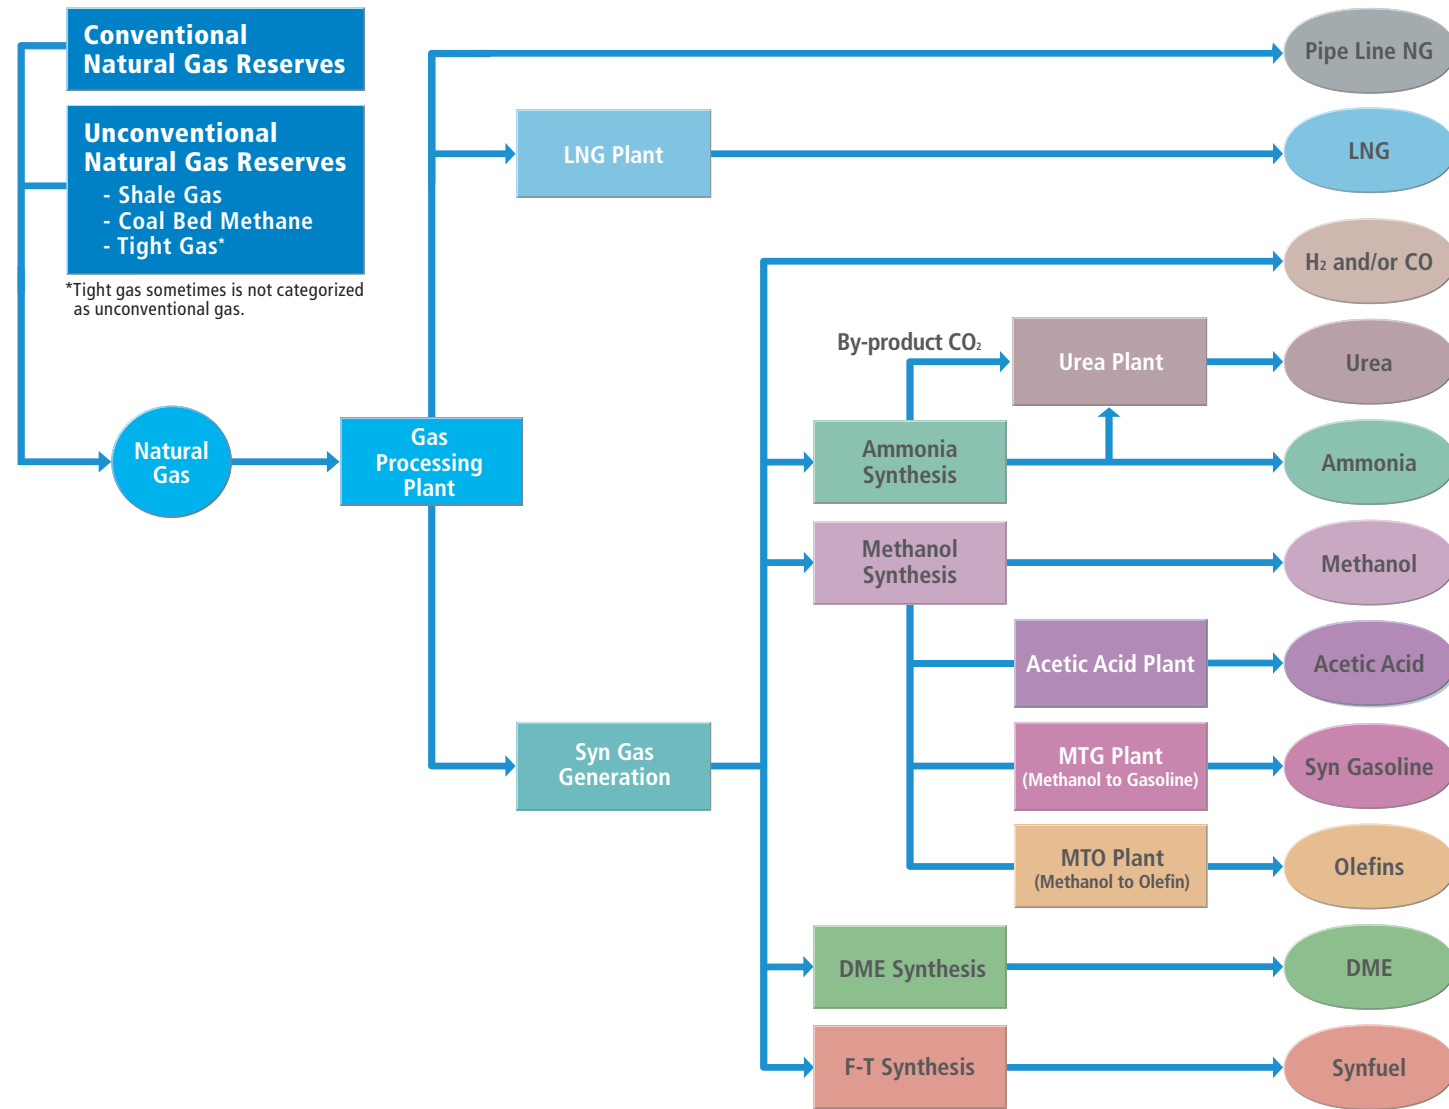 Conventional
Natural Gas Reserves
Unconventional
Natural Gas Reserves
- Shale Gas
- Coal Bed Methane
- Tight Gas*
*Tight gas sometimes is not categorized
as unconventional gas.
Natural
Gas
Gas
Processing
Plant
LNG Plant
Syn Gas
Generation
By-product CO₂
Urea Plant
Ammonia
Synthesis
Methanol
Synthesis
Acetic Acid Plant
MTG Plant
(Methanol to Gasoline)
MTO Plant
(Methanol to Olefin)
DME Synthesis
F-T Synthesis
Pipe Line NG
LNG
H₂ and/or CO
Urea
Ammonia
Methanol
Acetic Acid
Syn Gasoline
Olefins
DME
Synfuel